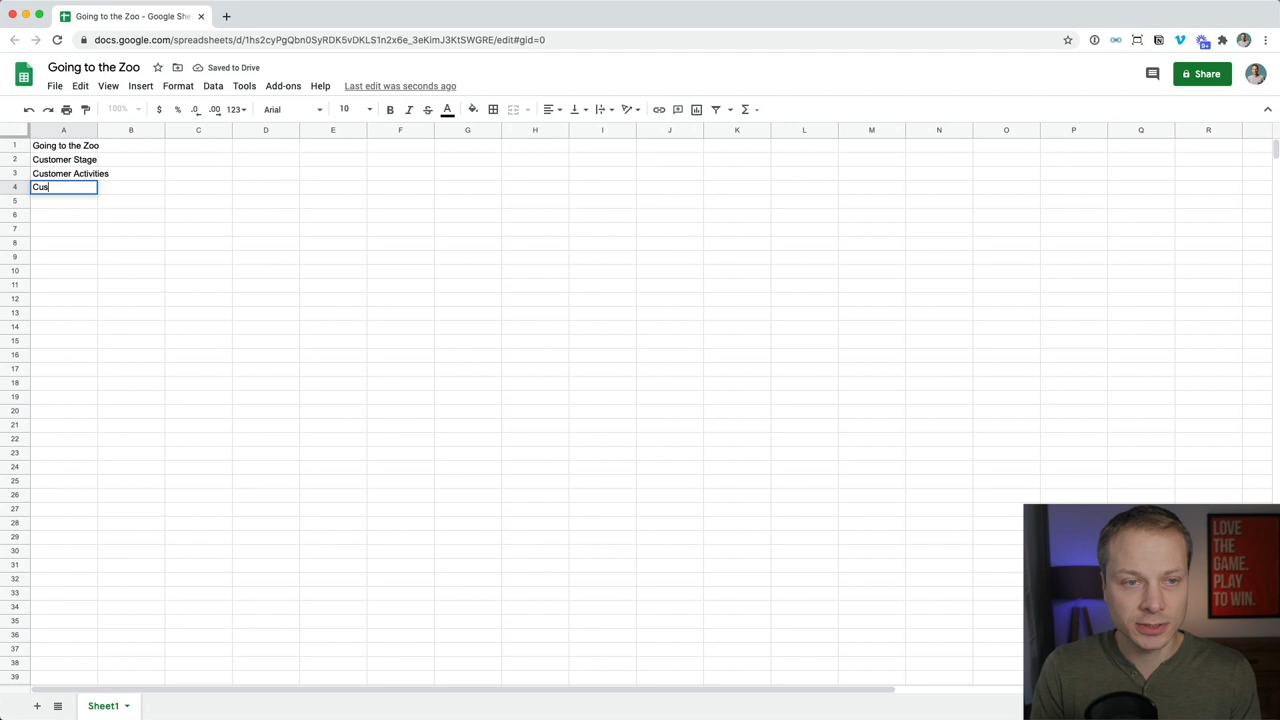 Going to the Zoo - Google She
docs.google.com/spreadsheets/d/1hs2cyPgQbn0SyRDK5vDKLS1n2x6e_3eKimJ3KtSWGRE/edit#gid=0
9+
Going to the Zoo
Saved to Drive
Share
File Edit View Insert Format Data Tools Add-ons Help Last edit was seconds ago
100% $ % .0 .00 123 Arial 10 B I S A Σ
A B C D E F G H I J K L M N O P Q R
1 Going to the Zoo
2 Customer Stage
3 Customer Activities
4 Cus
5
6
7
8
9
10
11
12
13
14
15
16
17
18
19
20
21
22
23
24
25
26
27
28
29
30
31
32
33
34
35
36
37
38
39
LOVE
THE
GAME.
PLAY
TO WIN.
Sheet1